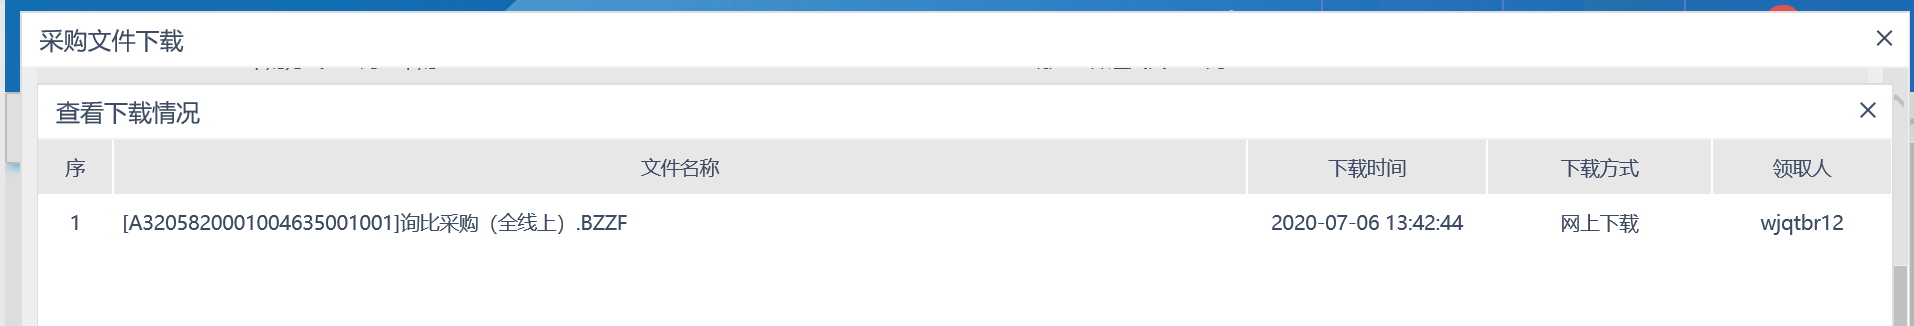 采购文件下载
查看下载情况
序 文件名称 下载时间 下载方式 领取人
1 [A3205820001004635001001]询比采购（全线上）.BZZF 2020-07-06 13:42:44 网上下载 wjqtbr12